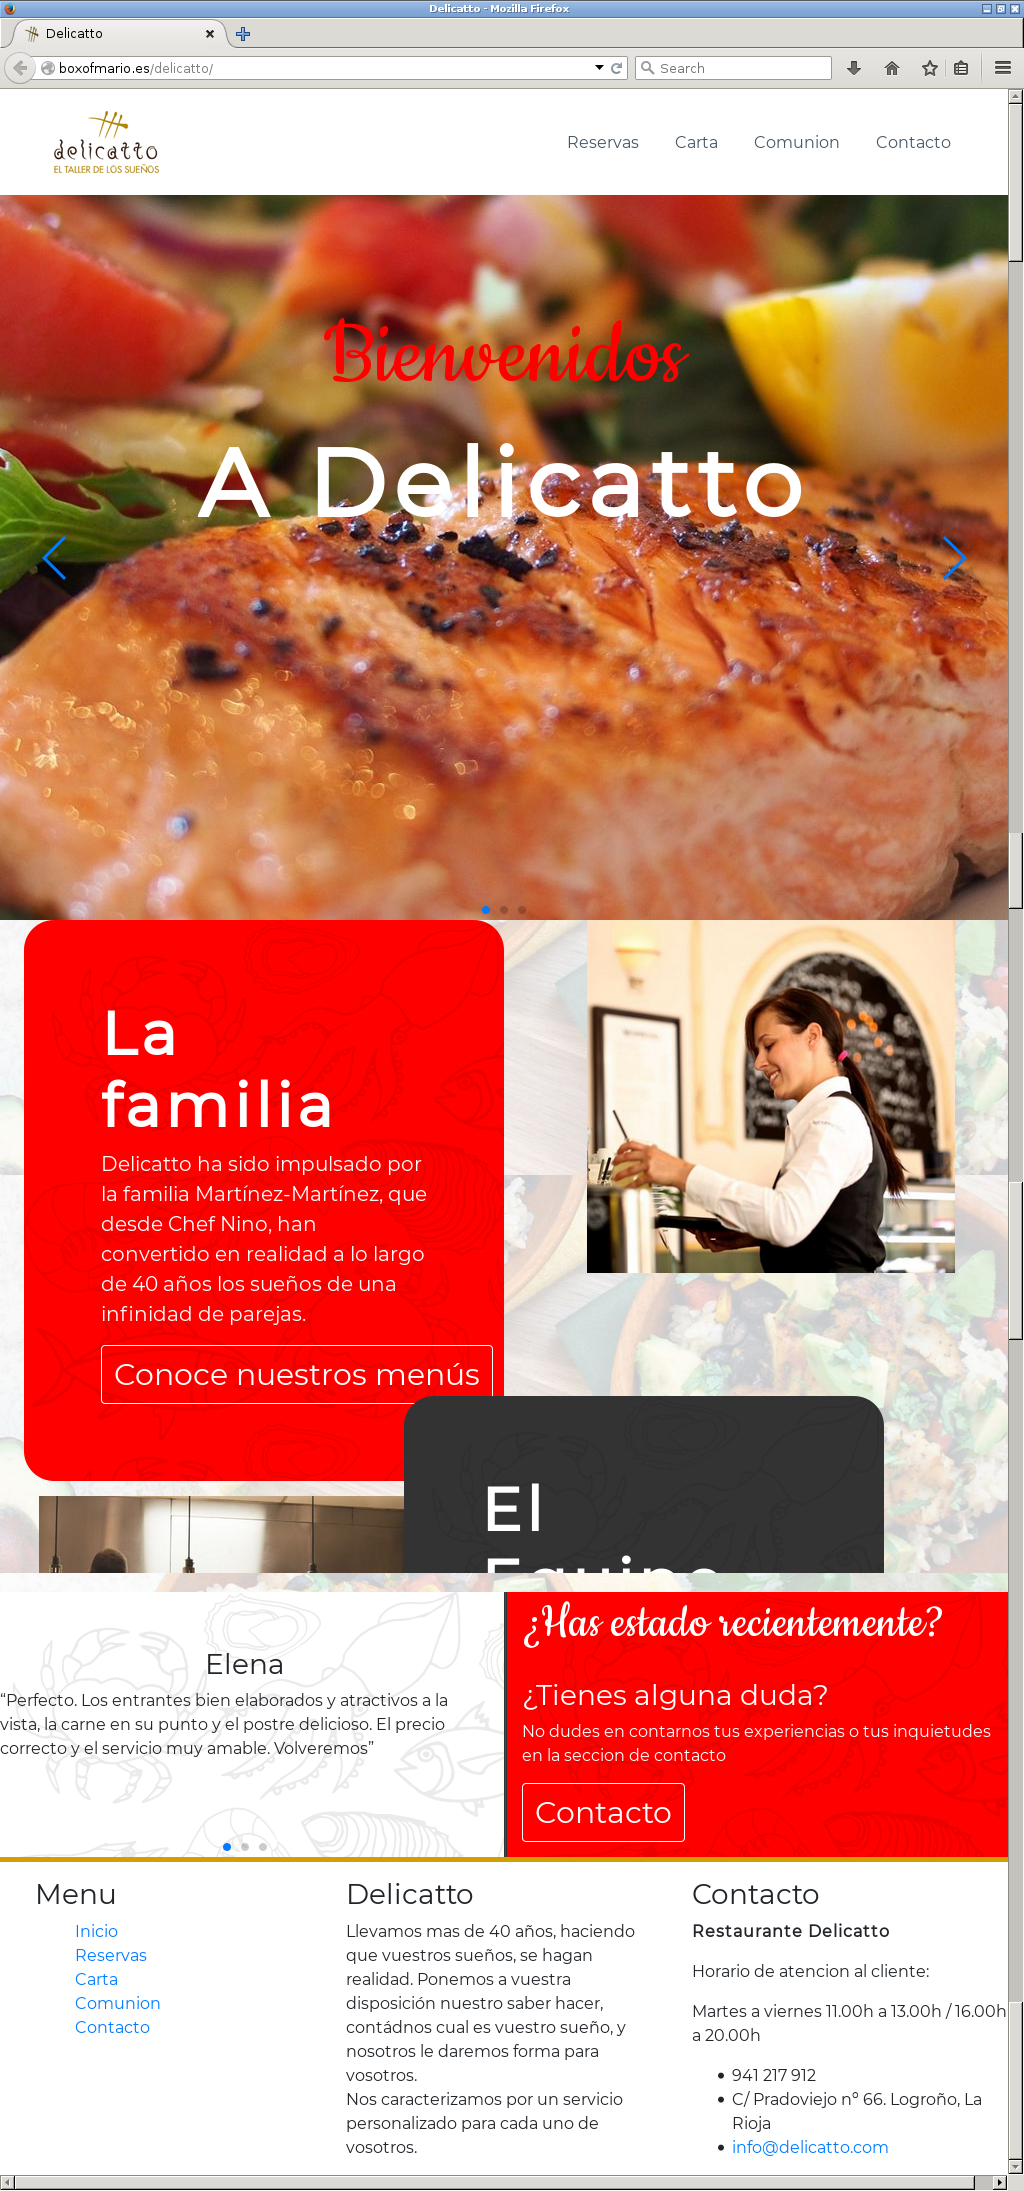 Delicatto - Mozilla Firefox
Delicatto
boxofmario.es/delicatto/
Search
delicatto
EL TALLER DE LOS SUEÑOS
Reservas Carta Comunion Contacto
Bienvenidos
A Delicatto
La
familia
Delicatto ha sido impulsado por
la familia Martínez-Martínez, que
desde Chef Nino, han
convertido en realidad a lo largo
de 40 años los sueños de una
infinidad de parejas.
Conoce nuestros menús
El
Equipo
Elena
“Perfecto. Los entrantes bien elaborados y atractivos a la
vista, la carne en su punto y el postre delicioso. El precio
correcto y el servicio muy amable. Volveremos”
¿Has estado recientemente?
¿Tienes alguna duda?
No dudes en contarnos tus experiencias o tus inquietudes
en la seccion de contacto
Contacto
Menu
Inicio
Reservas
Carta
Comunion
Contacto
Delicatto
Llevamos mas de 40 años, haciendo
que vuestros sueños, se hagan
realidad. Ponemos a vuestra
disposición nuestro saber hacer,
contádnos cual es vuestro sueño, y
nosotros le daremos forma para
vosotros.
Nos caracterizamos por un servicio
personalizado para cada uno de
vosotros.
Contacto
Restaurante Delicatto
Horario de atencion al cliente:
Martes a viernes 11.00h a 13.00h / 16.00h
a 20.00h
941 217 912
C/ Pradoviejo nº 66. Logroño, La
Rioja
info@delicatto.com